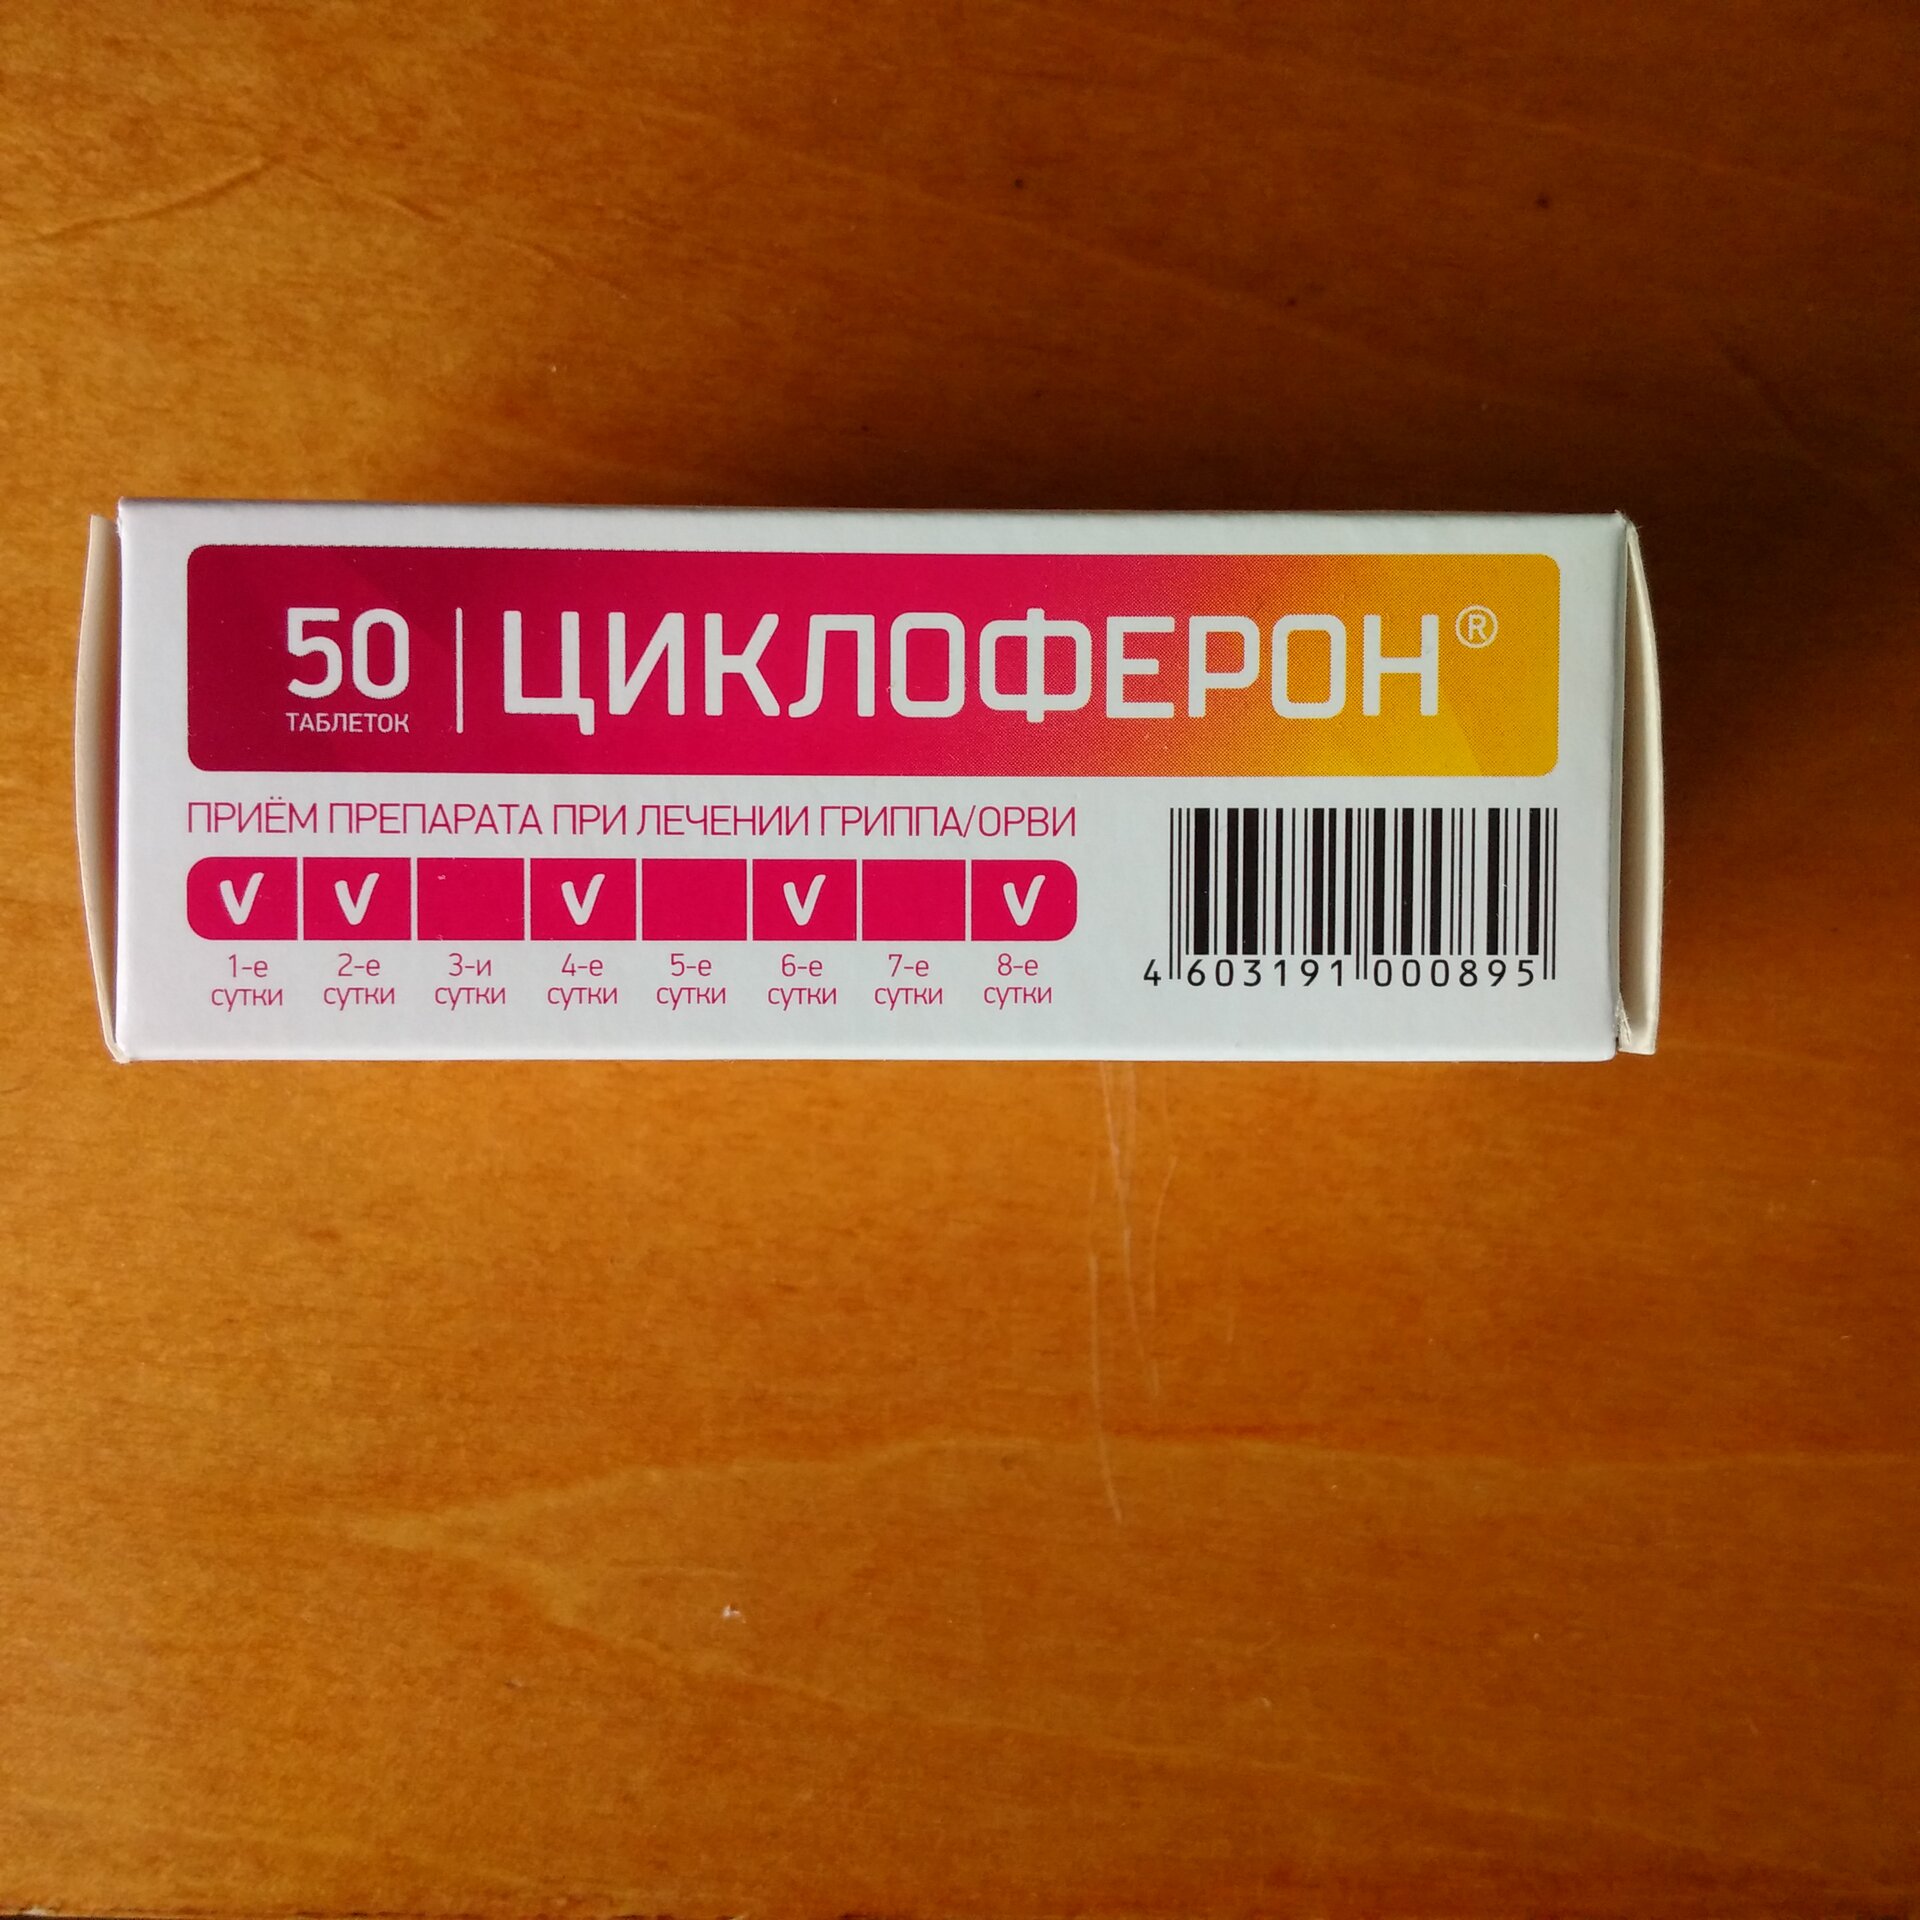 50
ТАБЛЕТОК
ЦИКЛОФЕРОН®
ПРИЁМ ПРЕПАРАТА ПРИ ЛЕЧЕНИИ ГРИППА/ОРВИ
1-е сутки
2-е сутки
3-и сутки
4-е сутки
5-е сутки
6-е сутки
7-е сутки
8-е сутки
4 603191 000895